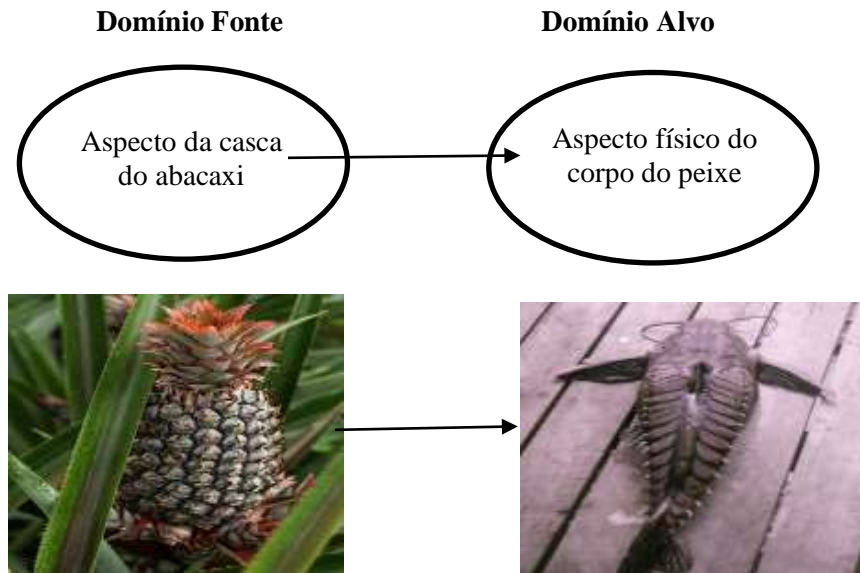 Domínio Fonte
Domínio Alvo
Aspecto da casca
do abacaxi
Aspecto físico do
corpo do peixe